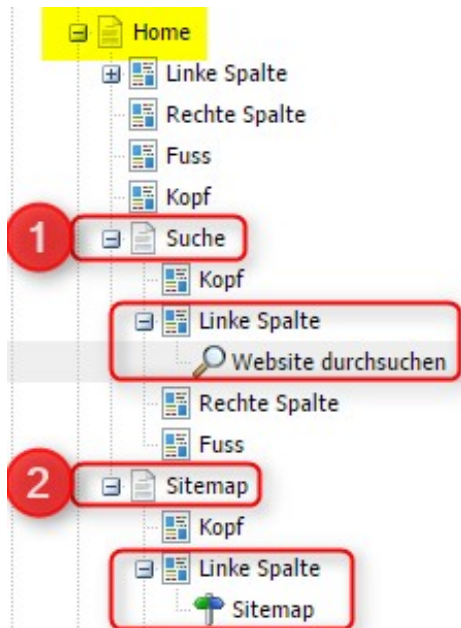 Home
Linke Spalte
Rechte Spalte
Fuss
Kopf
1 Suche
Kopf
Linke Spalte
Website durchsuchen
Rechte Spalte
Fuss
2 Sitemap
Kopf
Linke Spalte
Sitemap